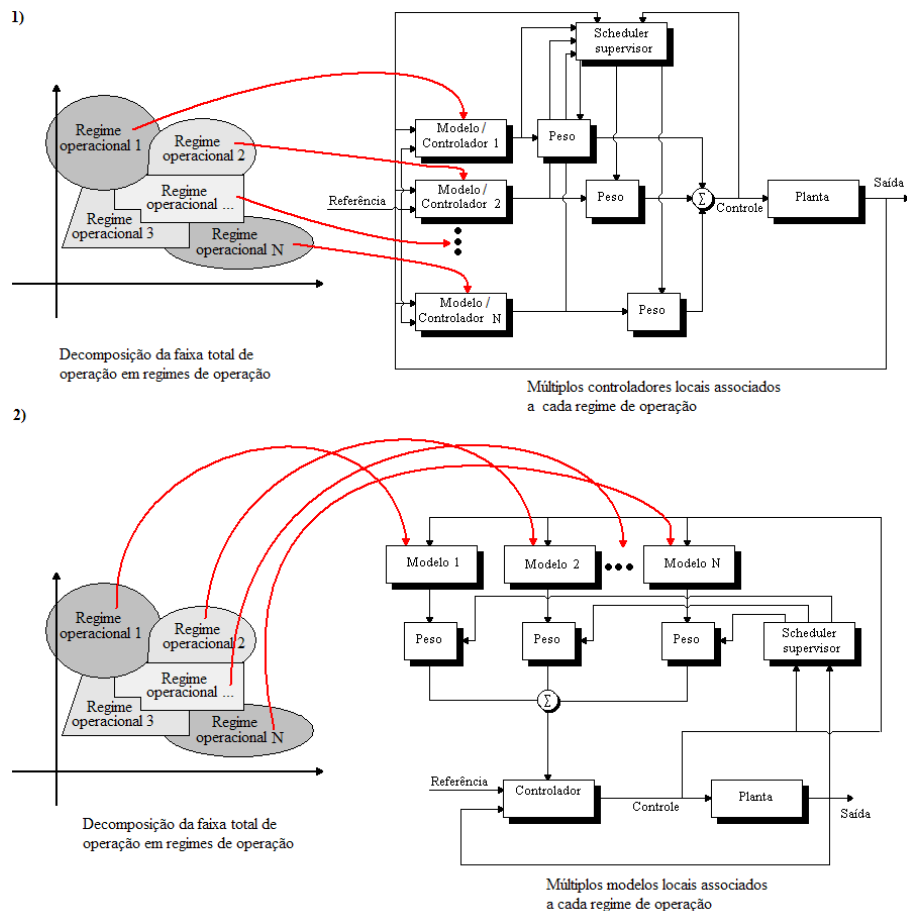 1)
Scheduler
supervisor
Regime
operacional 1
Regime
operacional 2
Regime
operacional ...
Regime
operacional 3
Regime
operacional N
Modelo /
Controlador 1
Peso
Referência
Modelo /
Controlador 2
Peso
Σ
Controle
Planta
Saída
Modelo /
Controlador N
Peso
Decomposição da faixa total de
operação em regimes de operação
Múltiplos controladores locais associados
a cada regime de operação
2)
Modelo 1
Modelo 2
Modelo N
Regime
operacional 1
Regime
operacional 2
Regime
operacional ...
Regime
operacional 3
Regime
operacional N
Peso
Peso
Peso
Scheduler
supervisor
Σ
Referência
Controlador
Controle
Planta
Saída
Decomposição da faixa total de
operação em regimes de operação
Múltiplos modelos locais associados
a cada regime de operação